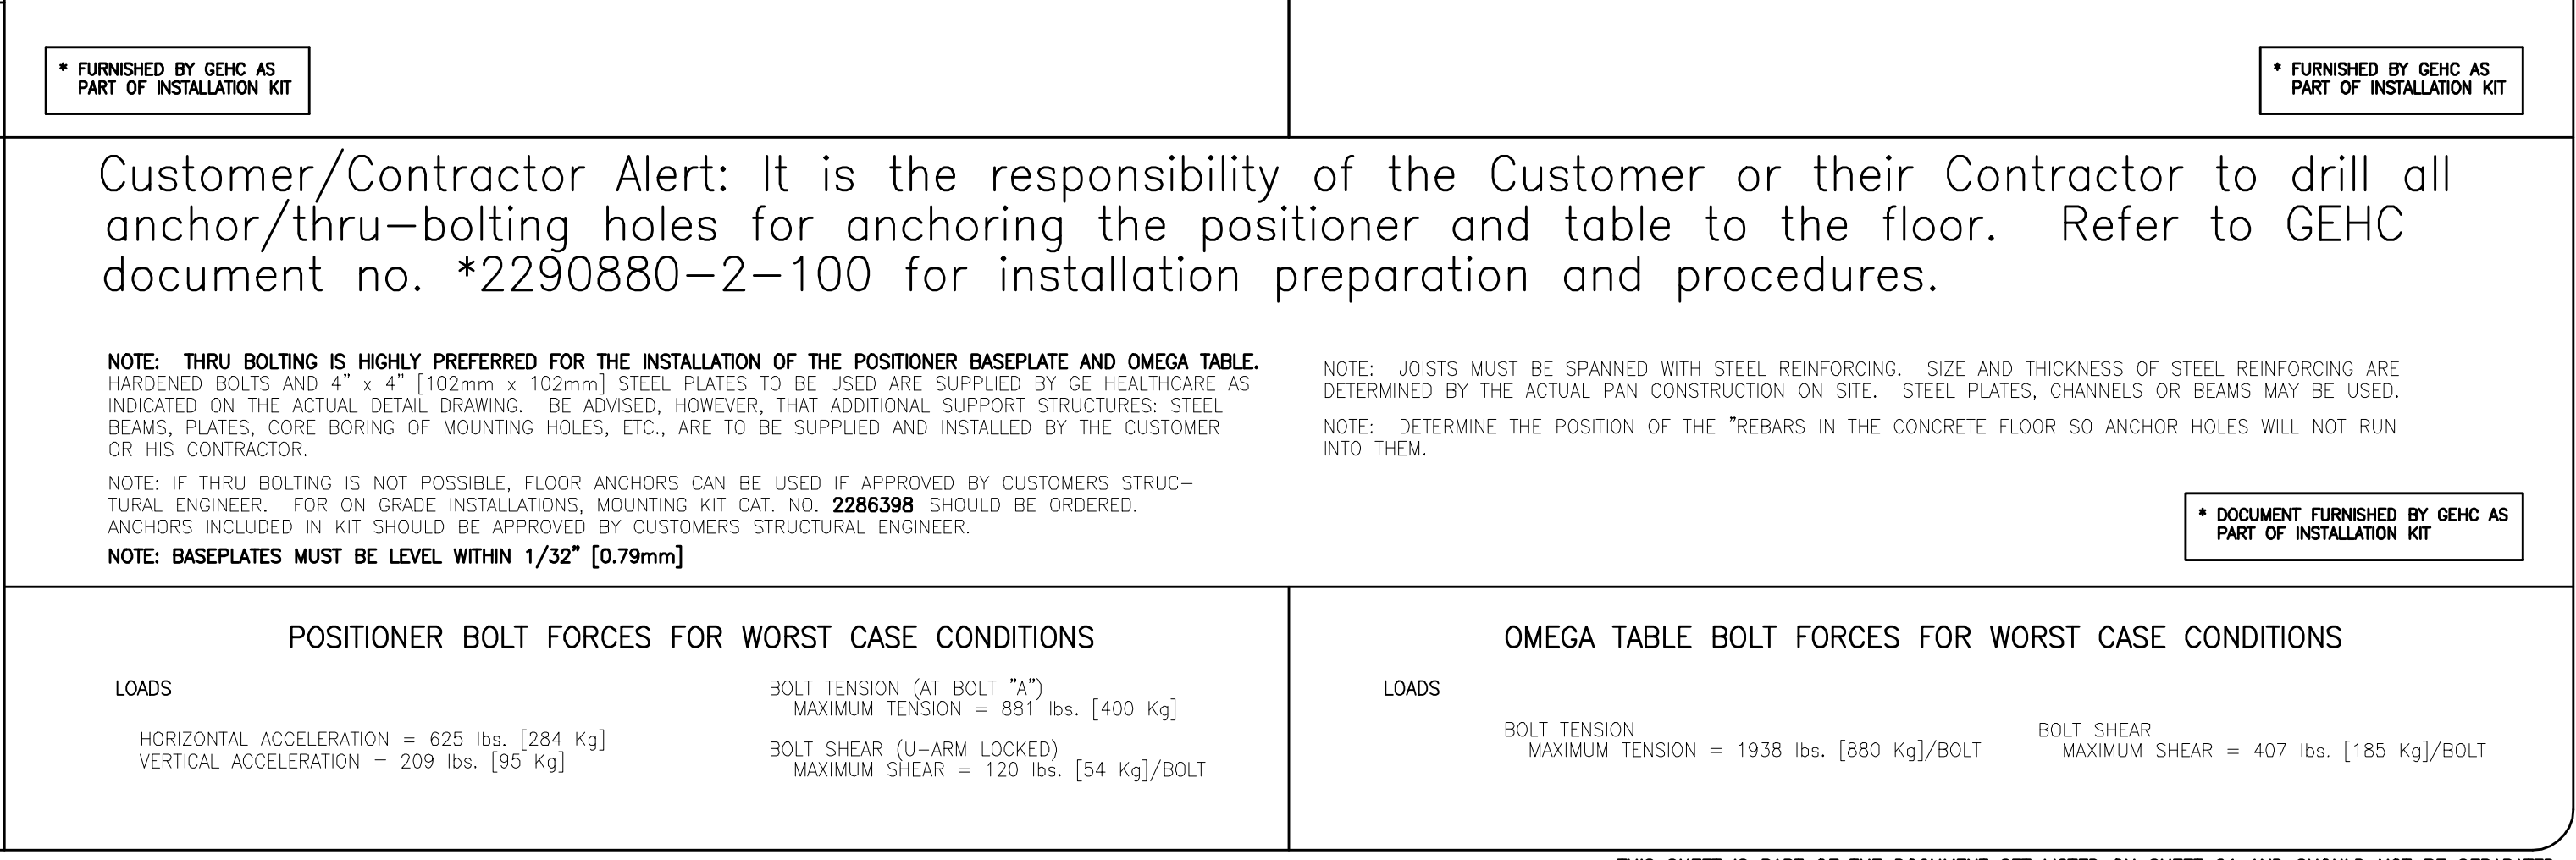 * FURNISHED BY GEHC AS
PART OF INSTALLATION KIT
* FURNISHED BY GEHC AS
PART OF INSTALLATION KIT
Customer/Contractor Alert: It is the responsibility of the Customer or their Contractor to drill all
anchor/thru-bolting holes for anchoring the positioner and table to the floor. Refer to GEHC
document no. *2290880-2-100 for installation preparation and procedures.
NOTE: THRU BOLTING IS HIGHLY PREFERRED FOR THE INSTALLATION OF THE POSITIONER BASEPLATE AND OMEGA TABLE.
HARDENED BOLTS AND 4" x 4" [102mm x 102mm] STEEL PLATES TO BE USED ARE SUPPLIED BY GE HEALTHCARE AS
INDICATED ON THE ACTUAL DETAIL DRAWING. BE ADVISED, HOWEVER, THAT ADDITIONAL SUPPORT STRUCTURES: STEEL
BEAMS, PLATES, CORE BORING OF MOUNTING HOLES, ETC., ARE TO BE SUPPLIED AND INSTALLED BY THE CUSTOMER
OR HIS CONTRACTOR.
NOTE: IF THRU BOLTING IS NOT POSSIBLE, FLOOR ANCHORS CAN BE USED IF APPROVED BY CUSTOMERS STRUC-
TURAL ENGINEER. FOR ON GRADE INSTALLATIONS, MOUNTING KIT CAT. NO. 2286398 SHOULD BE ORDERED.
ANCHORS INCLUDED IN KIT SHOULD BE APPROVED BY CUSTOMERS STRUCTURAL ENGINEER.
NOTE: BASEPLATES MUST BE LEVEL WITHIN 1/32" [0.79mm]
NOTE: JOISTS MUST BE SPANNED WITH STEEL REINFORCING. SIZE AND THICKNESS OF STEEL REINFORCING ARE
DETERMINED BY THE ACTUAL PAN CONSTRUCTION ON SITE. STEEL PLATES, CHANNELS OR BEAMS MAY BE USED.
NOTE: DETERMINE THE POSITION OF THE "REBARS IN THE CONCRETE FLOOR SO ANCHOR HOLES WILL NOT RUN
INTO THEM.
* DOCUMENT FURNISHED BY GEHC AS
PART OF INSTALLATION KIT
POSITIONER BOLT FORCES FOR WORST CASE CONDITIONS
LOADS
HORIZONTAL ACCELERATION = 625 lbs. [284 Kg]
VERTICAL ACCELERATION = 209 lbs. [95 Kg]
BOLT TENSION (AT BOLT "A")
MAXIMUM TENSION = 881 lbs. [400 Kg]
BOLT SHEAR (U-ARM LOCKED)
MAXIMUM SHEAR = 120 lbs. [54 Kg]/BOLT
OMEGA TABLE BOLT FORCES FOR WORST CASE CONDITIONS
LOADS
BOLT TENSION
MAXIMUM TENSION = 1938 lbs. [880 Kg]/BOLT
BOLT SHEAR
MAXIMUM SHEAR = 407 lbs. [185 Kg]/BOLT